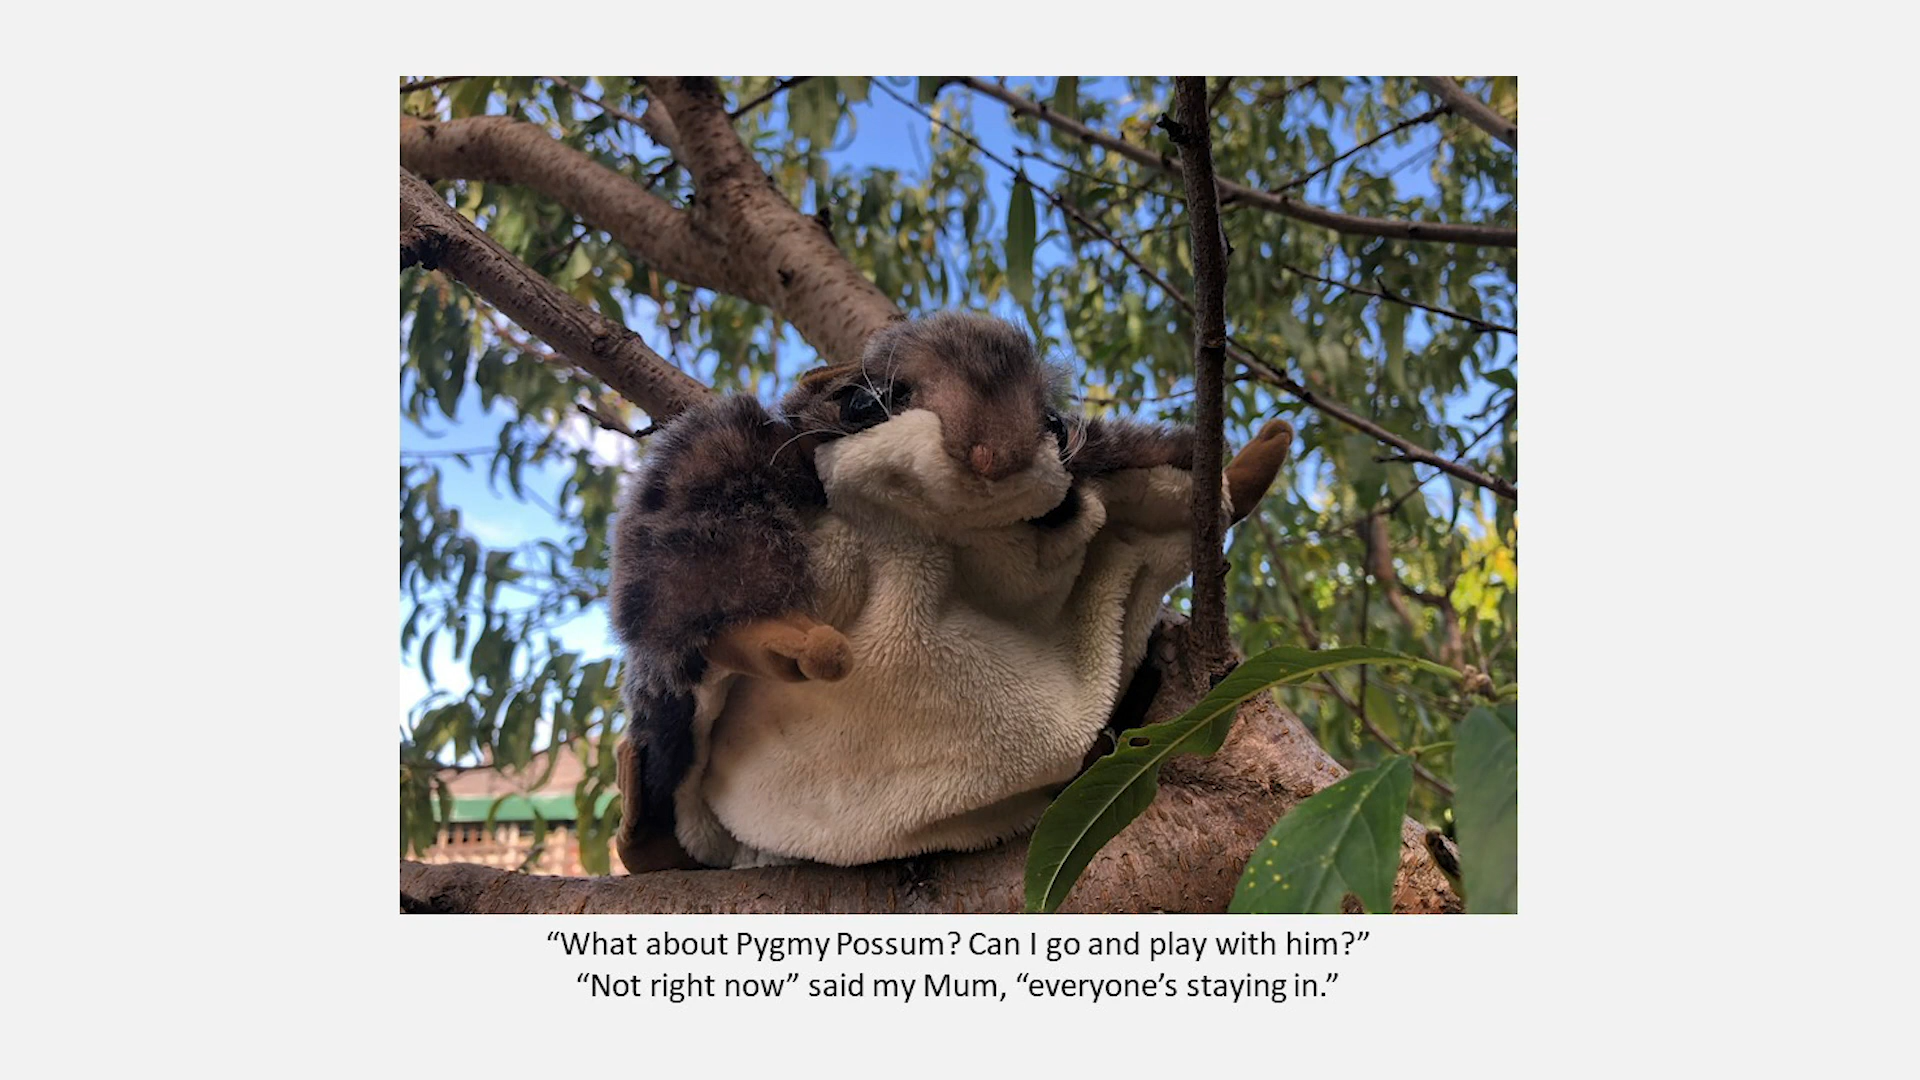 “What about Pygmy Possum? Can I go and play with him?”
“Not right now” said my Mum, “everyone’s staying in.”